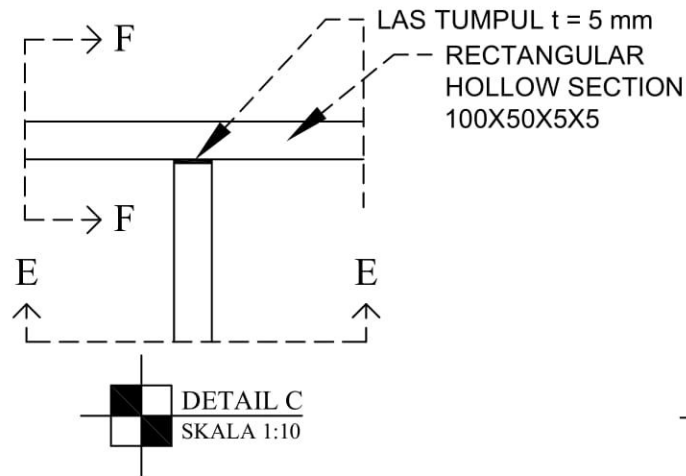 LAS TUMPUL t = 5 mm
F
RECTANGULAR
HOLLOW SECTION
100X50X5X5
F
E
E
DETAIL C
SKALA 1:10